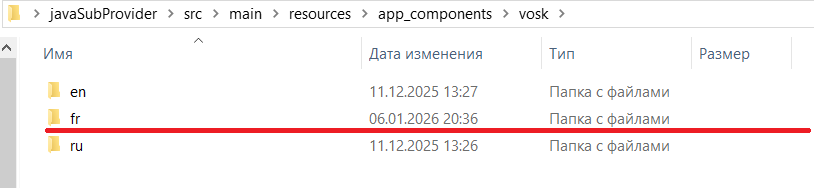 javaSubProvider > src > main > resources > app_components > vosk >
Имя Дата изменения Тип Размер
en 11.12.2025 13:27 Папка с файлами
fr 06.01.2026 20:36 Папка с файлами
ru 11.12.2025 13:26 Папка с файлами